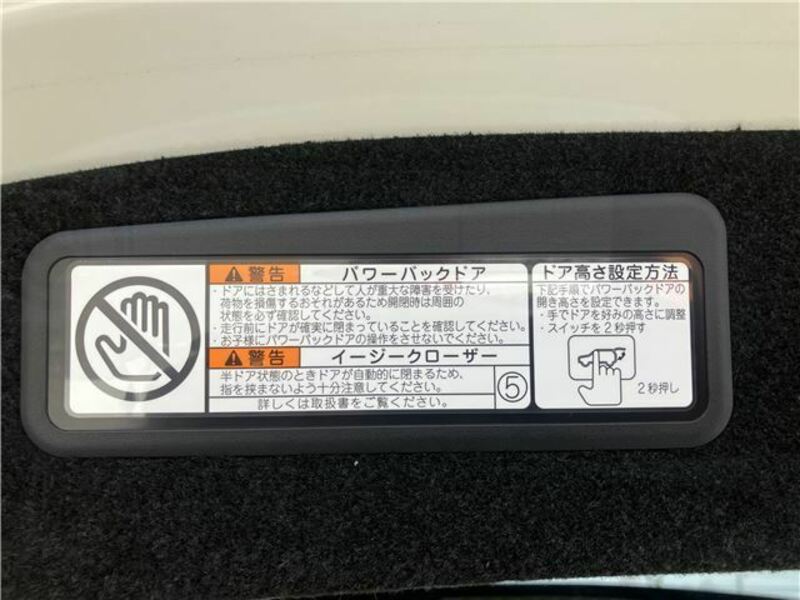 警告 パワーバックドア
・ドアにはさまれるなどして人が重大な障害を受けたり、
荷物を損傷するおそれがあるため開閉時は周囲の
状態を必ず確認してください。
・走行前にドアが確実に閉まっていることを確認してください。
・お子様にパワーバックドアの操作をさせないでください。
警告 イージークローザー
半ドア状態のときドアが自動的に閉まるため、
指を挟まないよう十分注意してください。
⑤
詳しくは取扱書をご覧ください。
ドア高さ設定方法
下記手順でパワーバックドアの
開き高さを設定できます。
・手でドアを好みの高さに調整
・スイッチを2秒押す
2秒押し